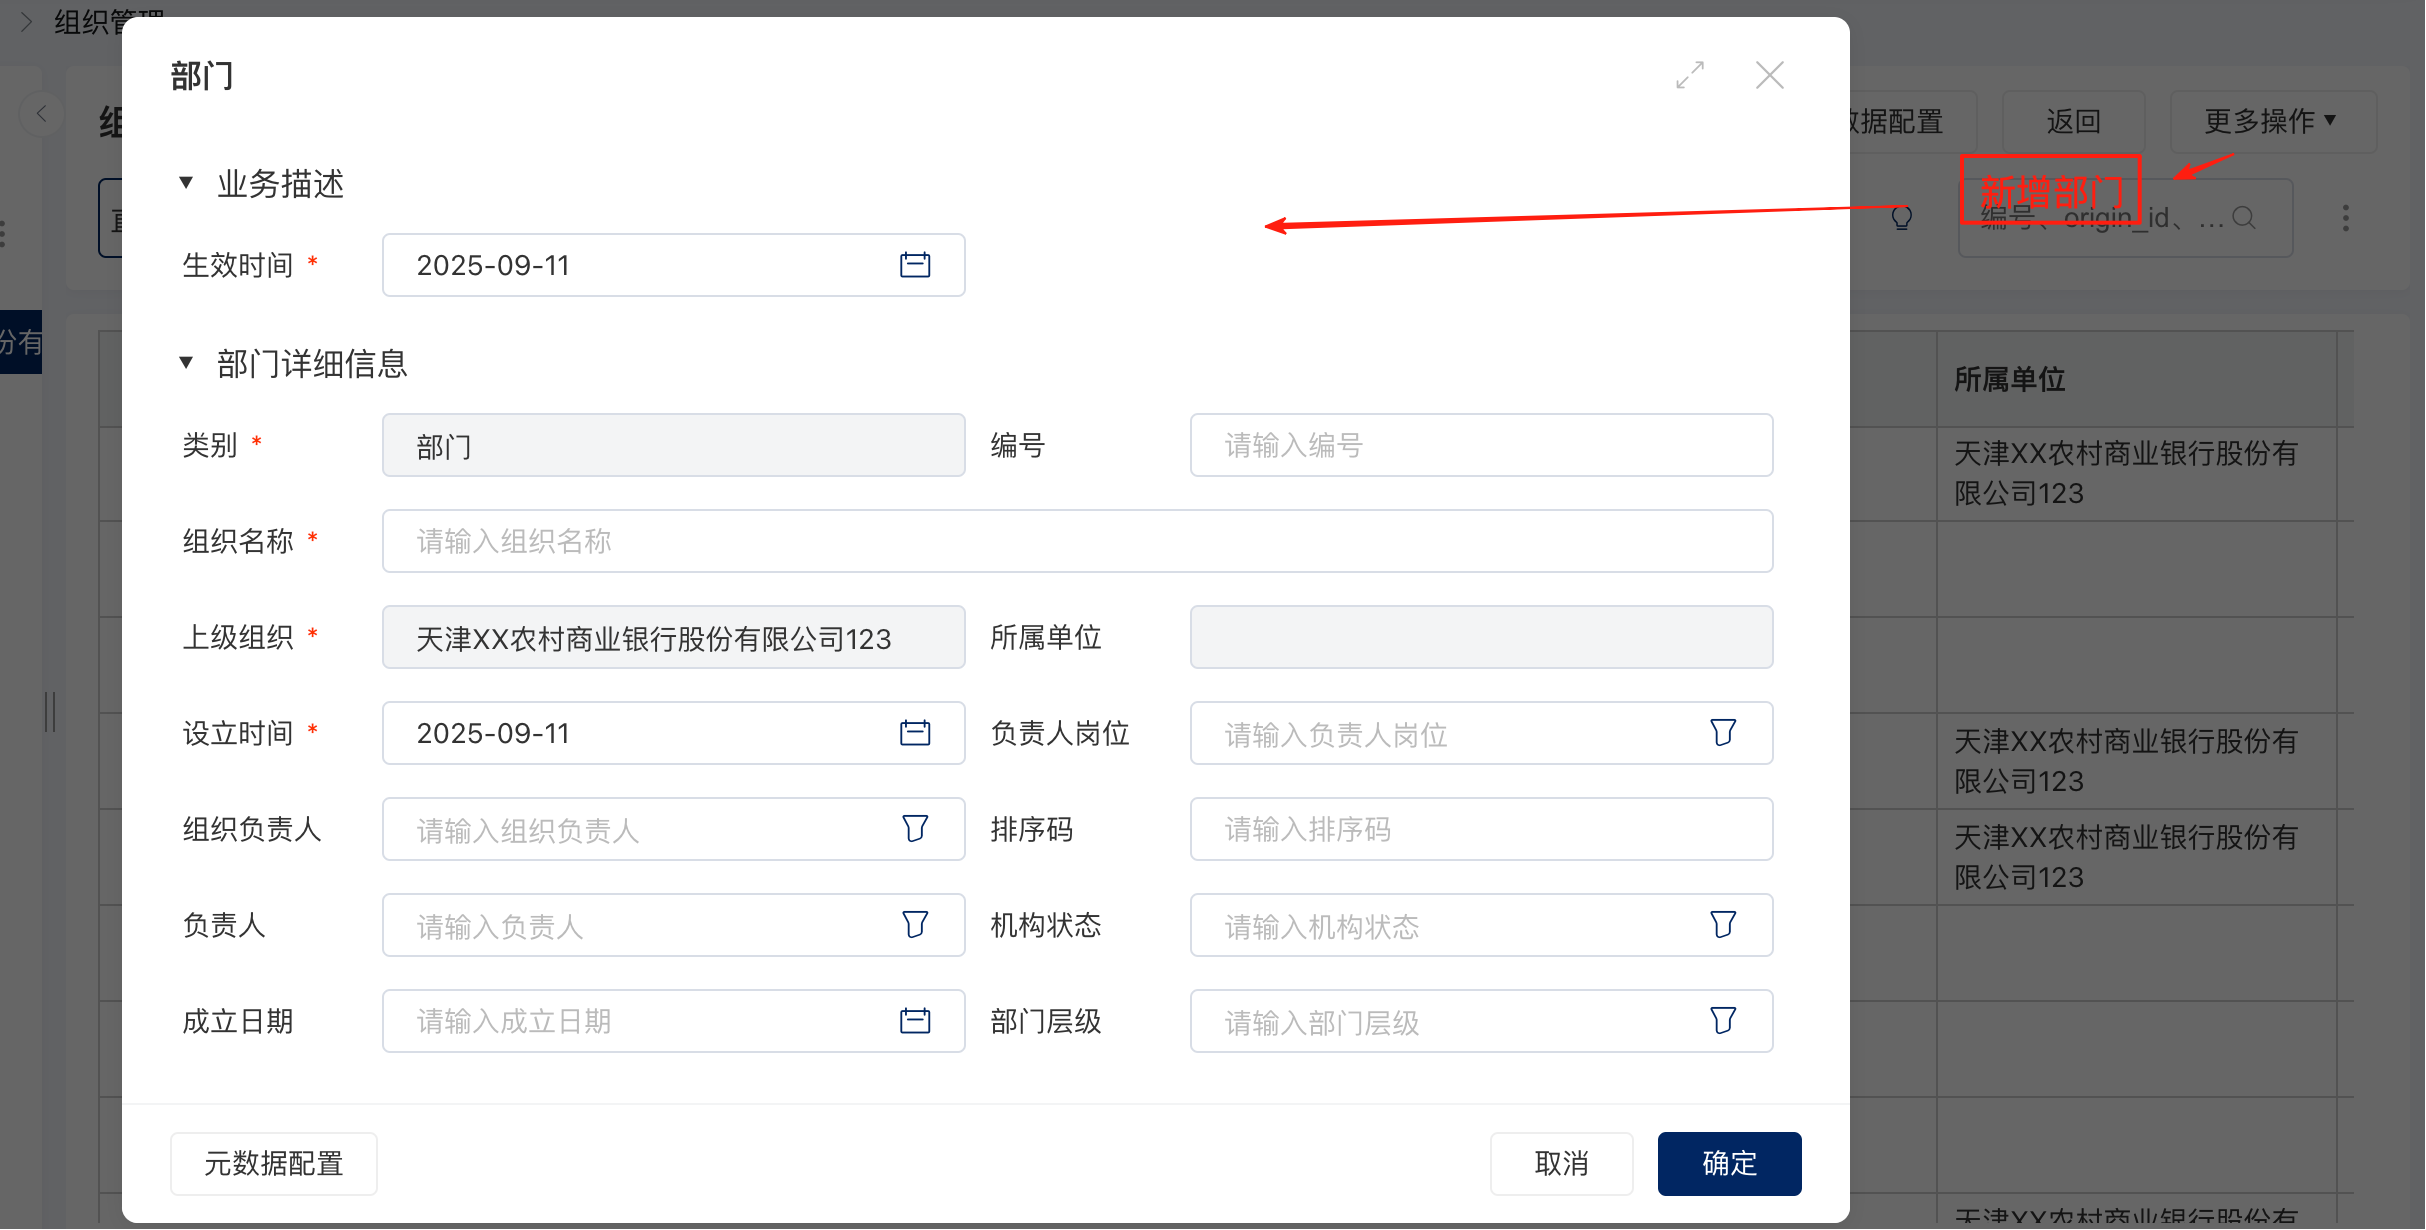 组织管理
部门
组
数据配置
返回
更多操作
新增部门
编号、origin_id、...
业务描述
生效时间 *
2025-09-11
份有
部门详细信息
所属单位
类别 *
部门
编号
请输入编号
天津XX农村商业银行股份有
限公司123
组织名称 *
请输入组织名称
上级组织 *
天津XX农村商业银行股份有限公司123
所属单位
设立时间 *
2025-09-11
负责人岗位
请输入负责人岗位
天津XX农村商业银行股份有
限公司123
组织负责人
请输入组织负责人
排序码
请输入排序码
天津XX农村商业银行股份有
限公司123
负责人
请输入负责人
机构状态
请输入机构状态
成立日期
请输入成立日期
部门层级
请输入部门层级
元数据配置
取消
确定
天津XX农村商业银行股份有